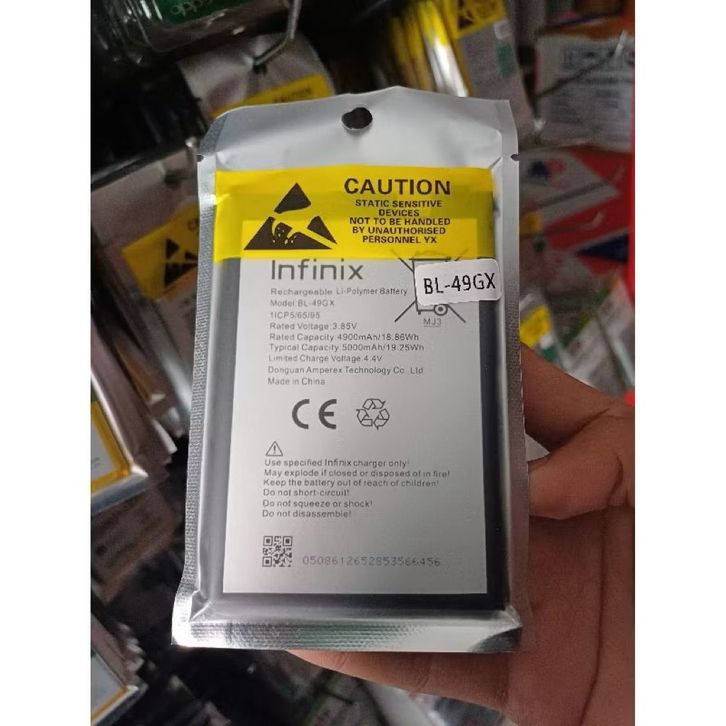 CAUTION
STATIC SENSITIVE
DEVICES
NOT TO BE HANDLED
BY UNAUTHORISED
PERSONNEL YX
Infinix
BL-49GX
Rechargeable Li-Polymer Battery
Model:BL-49GX
1ICP5/65/95
MJ3
Rated Voltage:3.85V
Rated Capacity:4900mAh/18.86Wh
Typical Capacity:5000mAh/19.25Wh
Limited Charge Voltage:4.4V
Donguan Amperex Technology Co. Ltd
Made in China
CE
Use specified Infinix charger only!
May explode if closed or disposed of in fire!
Keep the battery out of reach of children!
Do not short-circuit!
Do not squeeze or shock!
Do not disassemble!
0508612652853566456